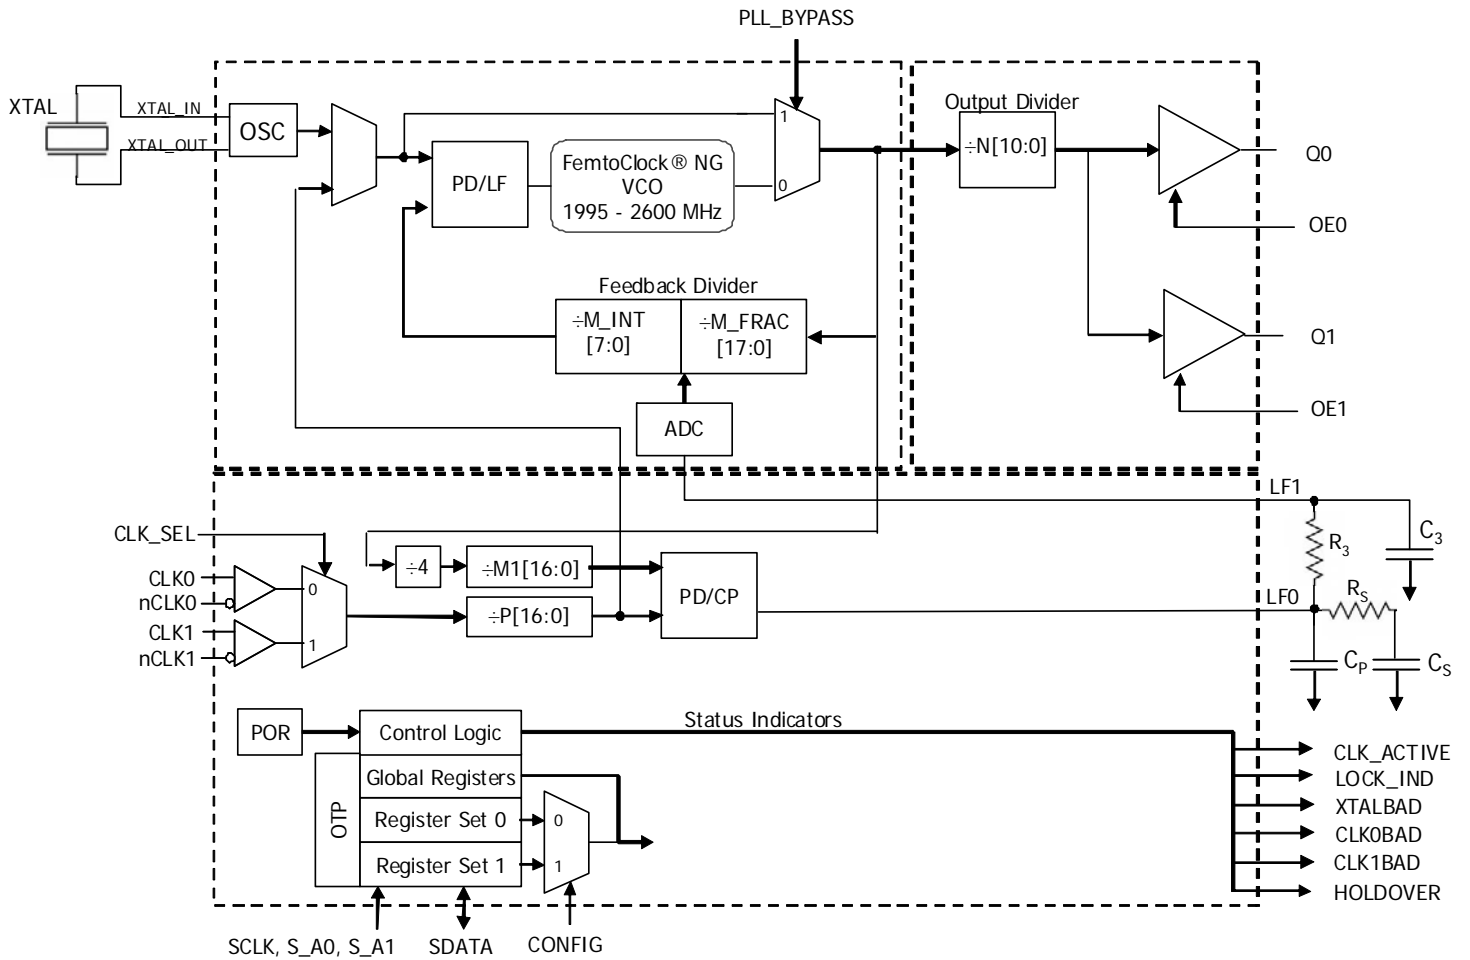 PLL_BYPASS
XTAL
XTAL_IN
XTAL_OUT
OSC
PD/LF
FemtoClock® NG
VCO
1995 - 2600 MHz
1
0
Output Divider
÷N[10:0]
Q0
OE0
Q1
OE1
Feedback Divider
÷M_INT
[7:0]
÷M_FRAC
[17:0]
ADC
LF1
R3
C3
LF0
RS
CP
CS
CLK_SEL
CLK0
nCLK0
CLK1
nCLK1
0
1
÷4
÷M1[16:0]
÷P[16:0]
PD/CP
POR
Control Logic
Status Indicators
OTP
Global Registers
Register Set 0
Register Set 1
0
1
CLK_ACTIVE
LOCK_IND
XTALBAD
CLK0BAD
CLK1BAD
HOLDOVER
SCLK, S_A0, S_A1
SDATA
CONFIG